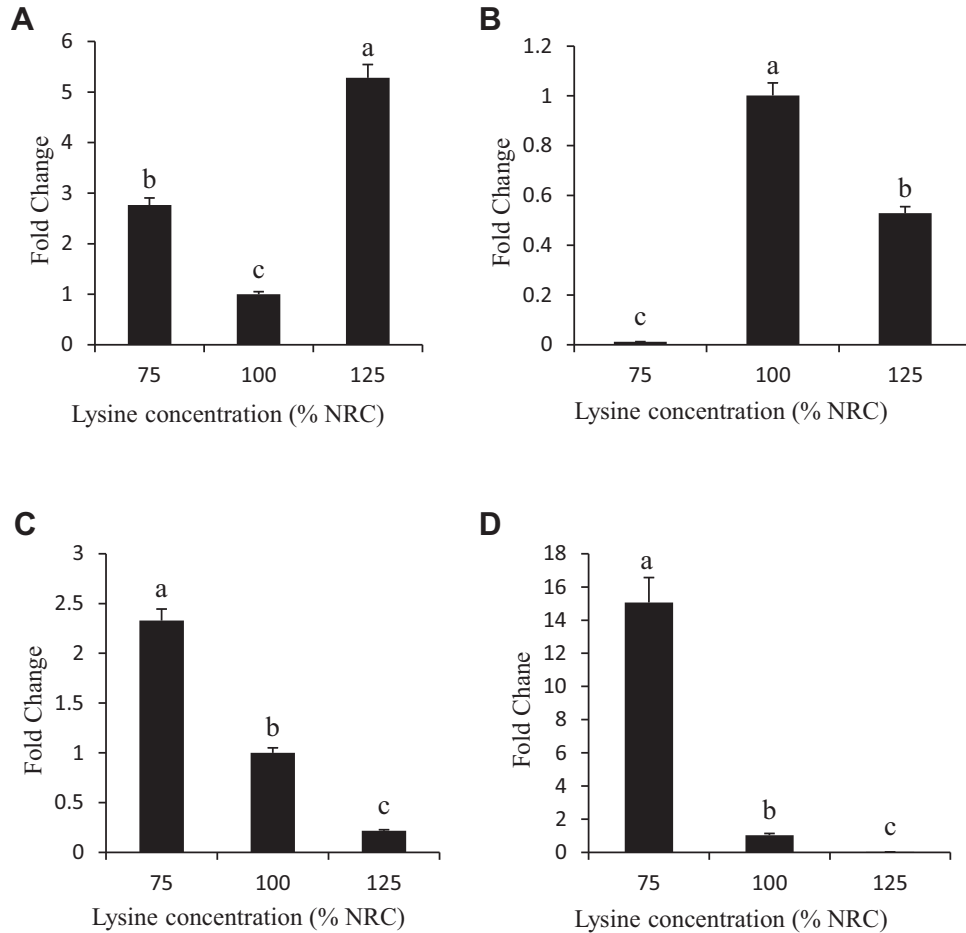 A
Fold Change
6
5
4
3
2
1
0
b
c
a
75 100 125
Lysine concentration (% NRC)
B
Fold Change
1.2
1
0.8
0.6
0.4
0.2
0
c
a
b
75 100 125
Lysine concentration (% NRC)
C
Fold Change
3
2.5
2
1.5
1
0.5
0
a
b
c
75 100 125
Lysine concentration (% NRC)
D
Fold Chane
18
16
14
12
10
8
6
4
2
0
a
b
c
75 100 125
Lysine concentration (% NRC)